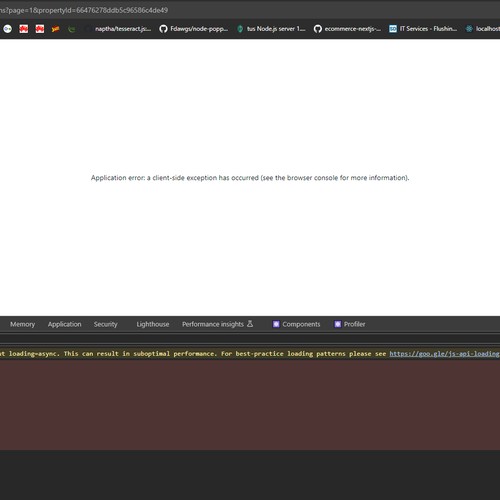 ns?page=1&propertyId=66476278ddb5c96586c4de49
naptha/tesseract.js:... Fdawgs/node-popp... tus Node.js server 1.... ecommerce-nextjs-... IT Services - Flushin... localhost
Application error: a client-side exception has occurred (see the browser console for more information).
Memory Application Security Lighthouse Performance insights Components Profiler
ut loading=async. This can result in suboptimal performance. For best-practice loading patterns please see https://goo.gle/js-api-loading